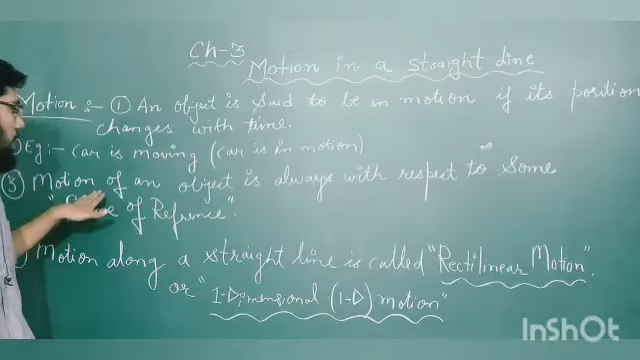 Ch-3
Motion in a straight Line
Motion :- ① An object is said to be in motion if its position
changes with time.
Eg:- car is moving (car is in motion)
③ Motion of an object is always with respect to Some
of Refrence".
Motion along a straight line is called "Rectilinear Motion".
or "1-Dimensional (1-D) motion"
InShOt